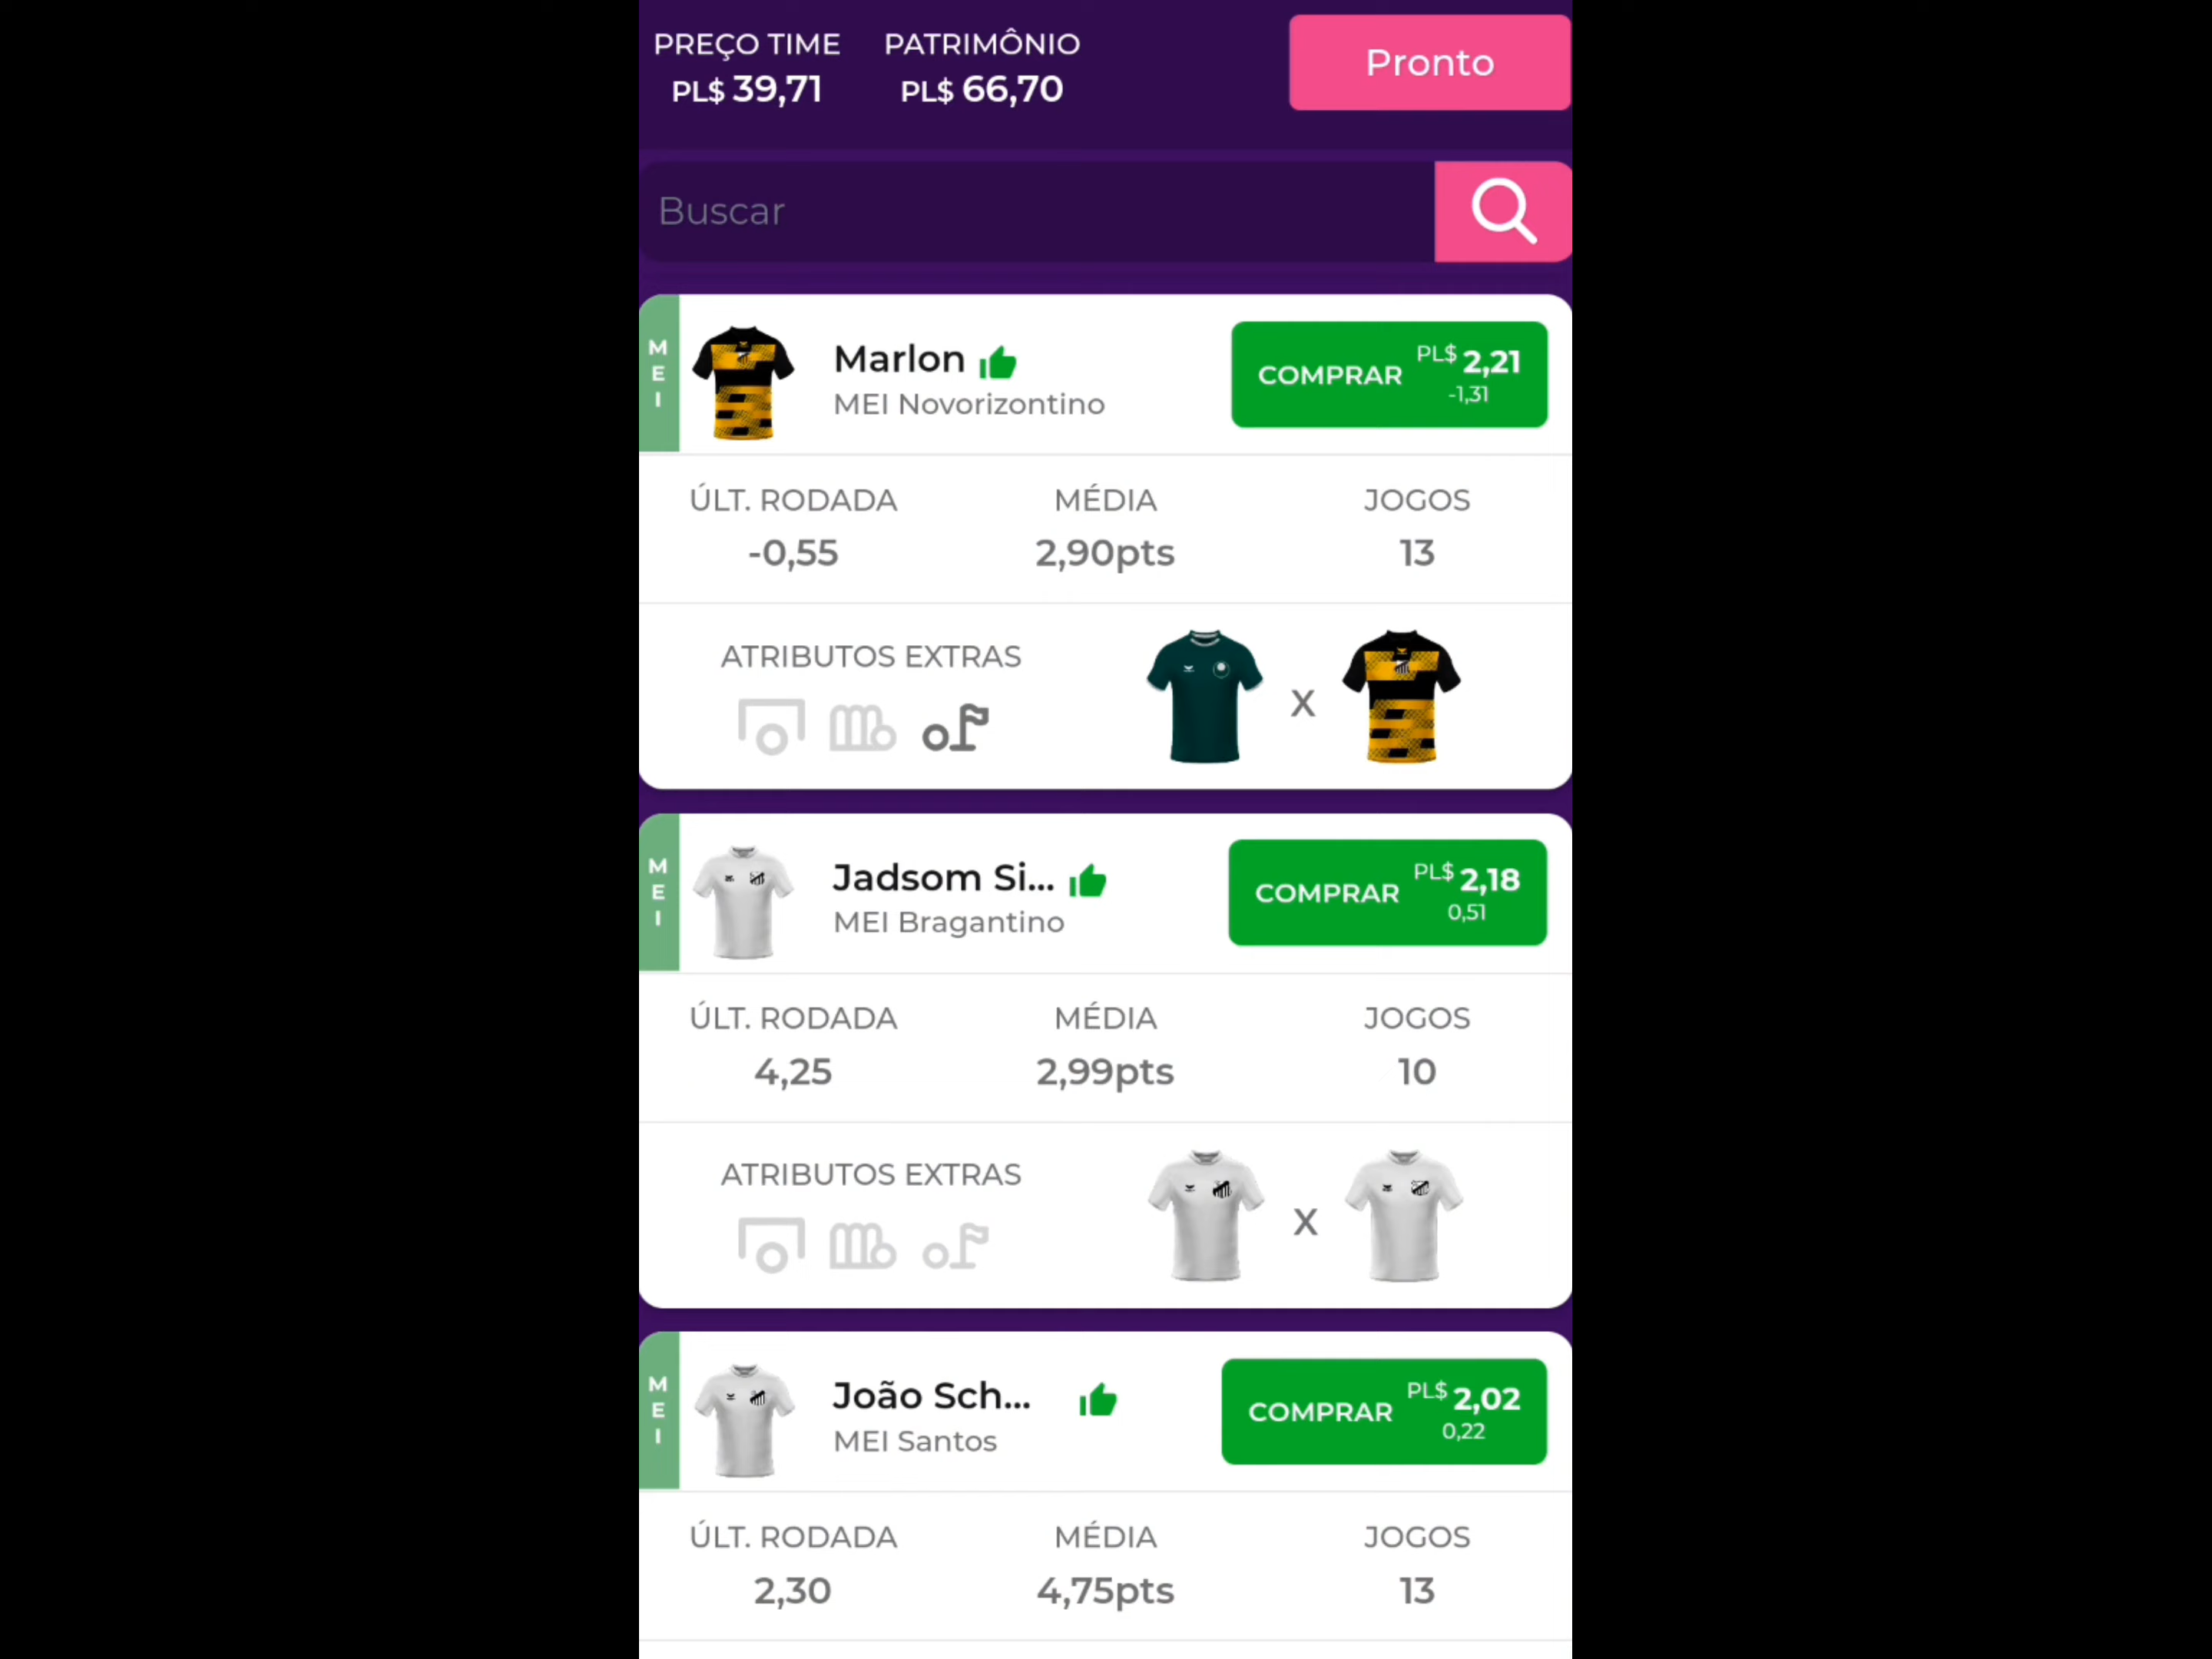 PREÇO TIME PATRIMÔNIO
PL$ 39,71 PL$ 66,70
Pronto
Buscar
MEI
Marlon
MEI Novorizontino
COMPRAR PL$ 2,21
-1,31
ÚLT. RODADA MÉDIA JOGOS
-0,55 2,90pts 13
ATRIBUTOS EXTRAS
X
MEI
Jadsom Si...
MEI Bragantino
COMPRAR PL$ 2,18
0,51
ÚLT. RODADA MÉDIA JOGOS
4,25 2,99pts 10
ATRIBUTOS EXTRAS
X
MEI
João Sch...
MEI Santos
COMPRAR PL$ 2,02
0,22
ÚLT. RODADA MÉDIA JOGOS
2,30 4,75pts 13